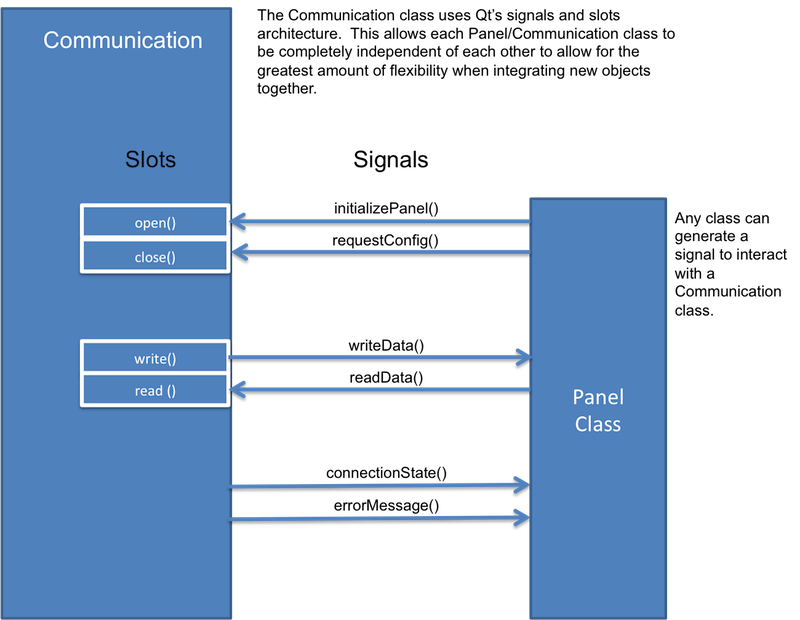 Communication
The Communication class uses Qt’s signals and slots
architecture.  This allows each Panel/Communication class to
be completely independent of each other to allow for the
greatest amount of flexibility when integrating new objects
together.
Slots
Signals
initializePanel()
open()
requestConfig()
close()
Any class can
generate a
signal to interact
with a
Communication
class.
writeData()
write()
readData()
read ()
Panel
Class
connectionState()
errorMessage()